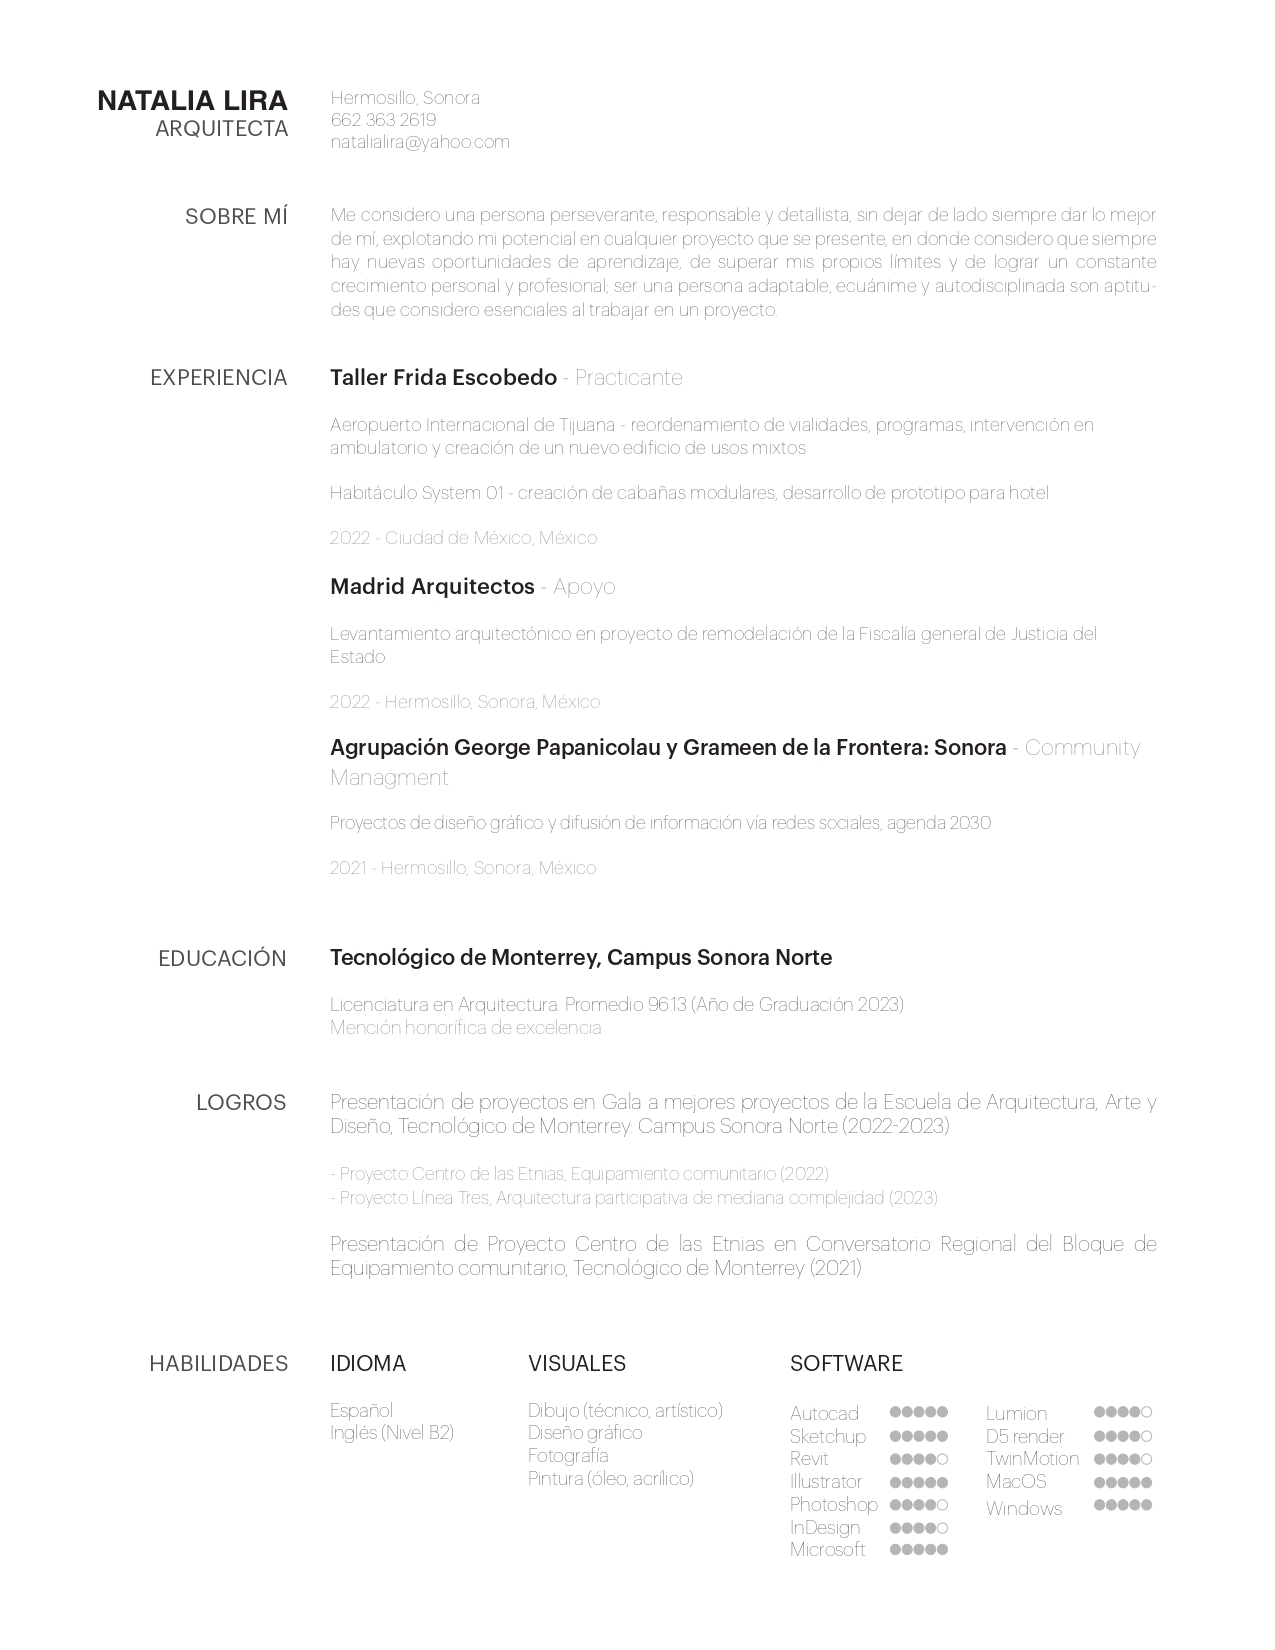 NATALIA LIRA
ARQUITECTA
Hermosillo, Sonora
662 363 2619
natalialira@yahoo.com
SOBRE MÍ
Me considero una persona perseverante, responsable y detallista, sin dejar de lado siempre dar lo mejor
de mí, explotando mi potencial en cualquier proyecto que se presente, en donde considero que siempre
hay nuevas oportunidades de aprendizaje, de superar mis propios límites y de lograr un constante
crecimiento personal y profesional, ser una persona adaptable, ecuánime y autodisciplinada son aptitu-
des que considero esenciales al trabajar en un proyecto.
EXPERIENCIA
Taller Frida Escobedo - Practicante
Aeropuerto Internacional de Tijuana - reordenamiento de vialidades, programas, intervención en
ambulatorio y creación de un nuevo edificio de usos mixtos
Habitáculo System 01 - creación de cabañas modulares, desarrollo de prototipo para hotel
2022 - Ciudad de México, México
Madrid Arquitectos - Apoyo
Levantamiento arquitectónico en proyecto de remodelación de la Fiscalía general de Justicia del
Estado
2022 - Hermosillo, Sonora, México
Agrupación George Papanicolau y Grameen de la Frontera: Sonora - Community
Managment
Proyectos de diseño gráfico y difusión de información vía redes sociales, agenda 2030
2021 - Hermosillo, Sonora, México
EDUCACIÓN
Tecnológico de Monterrey, Campus Sonora Norte
Licenciatura en Arquitectura. Promedio 96.13 (Año de Graduación 2023)
Mención honorífica de excelencia
LOGROS
Presentación de proyectos en Gala a mejores proyectos de la Escuela de Arquitectura, Arte y
Diseño, Tecnológico de Monterrey. Campus Sonora Norte (2022-2023)
- Proyecto Centro de las Etnias, Equipamiento comunitario (2022)
- Proyecto Línea Tres, Arquitectura participativa de mediana complejidad (2023)
Presentación de Proyecto Centro de las Etnias en Conversatorio Regional del Bloque de
Equipamiento comunitario, Tecnológico de Monterrey (2021)
HABILIDADES
IDIOMA
Español
Inglés (Nivel B2)
VISUALES
Dibujo (técnico, artístico)
Diseño gráfico
Fotografía
Pintura (óleo, acrílico)
SOFTWARE
Autocad
Sketchup
Revit
Illustrator
Photoshop
InDesign
Microsoft
Lumion
D5 render
TwinMotion
MacOS
Windows